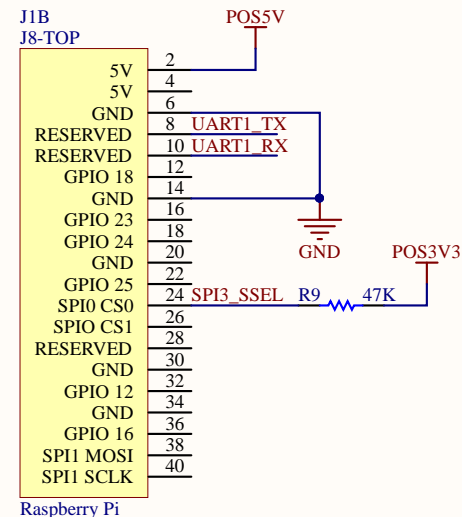 J1B
J8-TOP
POS5V
5V 2
5V 4
GND 6
RESERVED 8 UART1_TX
RESERVED 10 UART1_RX
GPIO 18 12
GND 14
GPIO 23 16
GPIO 24 18
GND 20
GND
POS3V3
GPIO 25 22
SPI0 CS0 24 SPI3_SSEL R9 47K
SPIO CS1 26
RESERVED 28
GND 30
GPIO 12 32
GND 34
GPIO 16 36
SPI1 MOSI 38
SPI1 SCLK 40
Raspberry Pi